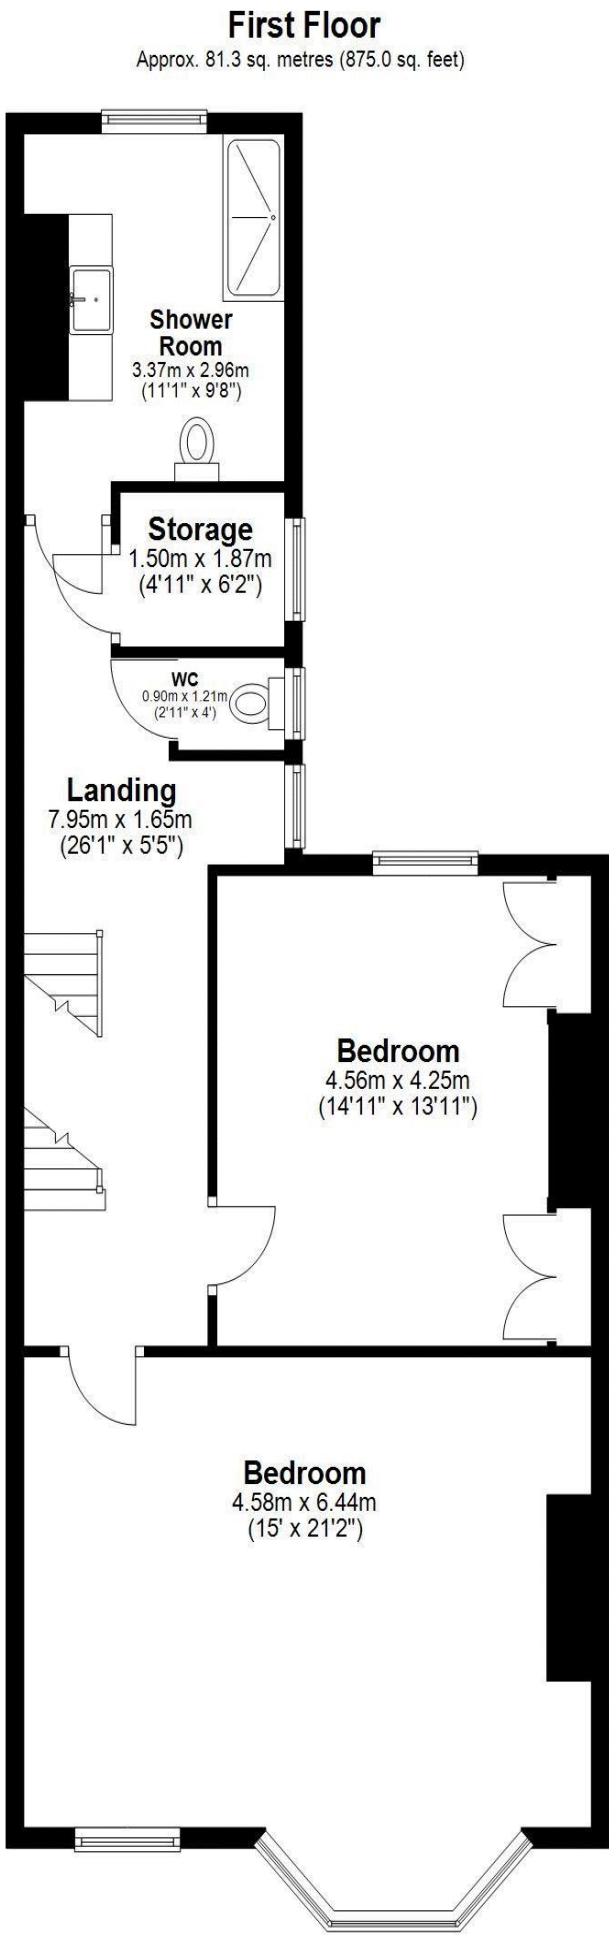 First Floor
Approx. 81.3 sq. metres (875.0 sq. feet)
Shower
Room
3.37m x 2.96m
(11'1" x 9'8")
Storage
1.50m x 1.87m
(4'11" x 6'2")
WC
0.90m x 1.21m
(2'11" x 4')
Landing
7.95m x 1.65m
(26'1" x 5'5")
Bedroom
4.56m x 4.25m
(14'11" x 13'11")
Bedroom
4.58m x 6.44m
(15' x 21'2")